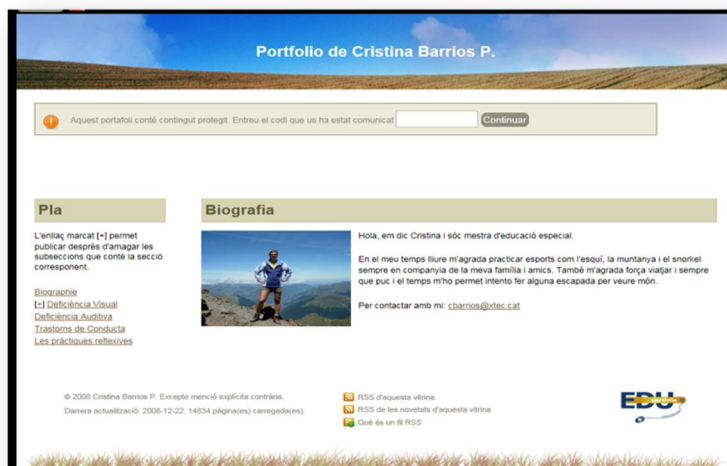 Portfolio de Cristina Barrios P.
Aquest portafoli conté contingut protegit. Entreu el codi que us ha estat comunicat
Continuar
Pla
L'enllaç marcat [+] permet
publicar desprès d'amagar les
subseccions que conté la secció
corresponent.
Biographie
[+] Deficiència Visual
Deficiència Auditiva
Trastorns de Conducta
Les pràctiques reflexives
Biografia
Hola, em dic Cristina i sóc mestra d'educació especial.
En el meu temps lliure m'agrada practicar esports com l'esquí, la muntanya i el snorkel
sempre en companyia de la meva família i amics. També m'agrada força viatjar i sempre
que puc i el temps m'ho permet intento fer alguna escapada per veure món.
Per contactar amb mi: cbarrios@xtec.cat
© 2008 Cristina Barrios P. Excepte menció explícita contrària.
Darrera actualització: 2008-12-22. 14834 pàgina(es) carregada(es).
RSS d'aquesta vitrina
RSS de les novetats d'aquesta vitrina
Què és un fil RSS
EDU
portfolio